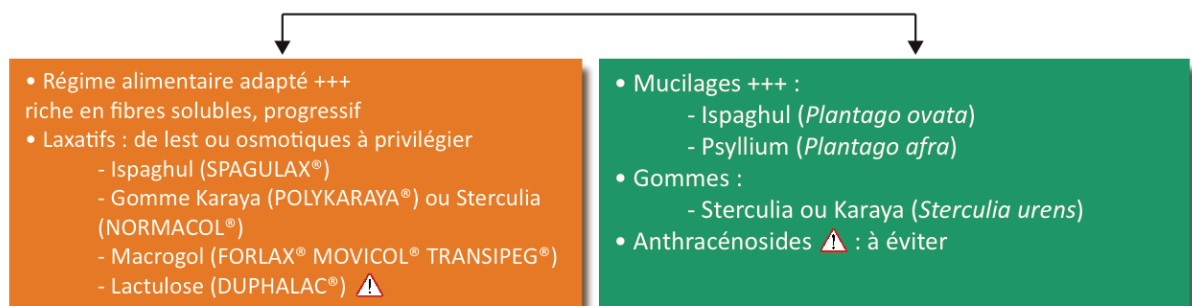 • Régime alimentaire adapté +++
riche en fibres solubles, progressif
• Laxatifs : de lest ou osmotiques à privilégier
- Ispaghul (SPAGULAX®)
- Gomme Karaya (POLYKARAYA®) ou Sterculia
(NORMACOL®)
- Macrogol (FORLAX® MOVICOL® TRANSIPEG®)
- Lactulose (DUPHALAC®) ⚠
• Mucilages +++ :
- Ispaghul (Plantago ovata)
- Psyllium (Plantago afra)
• Gommes :
- Sterculia ou Karaya (Sterculia urens)
• Anthracénosides ⚠ : à éviter